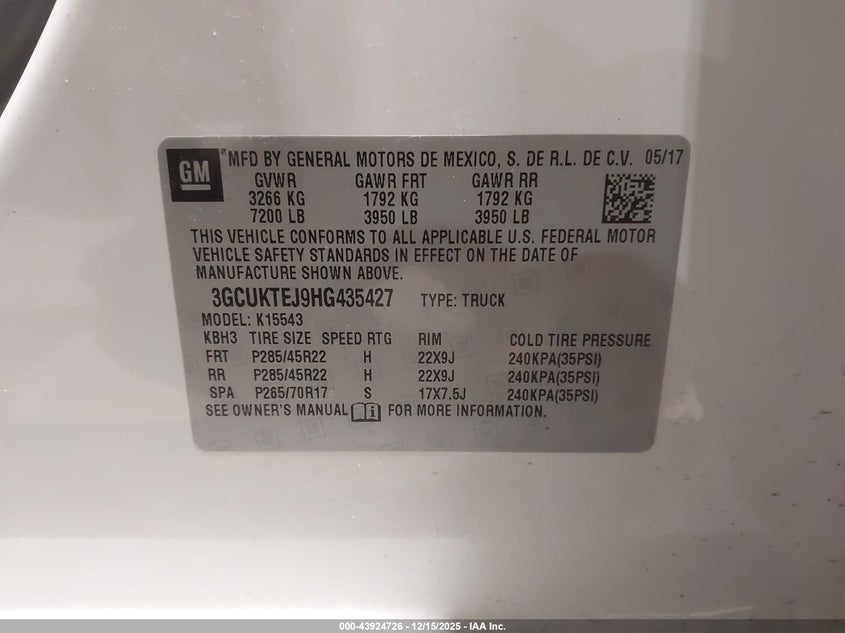 GM ®MFD BY GENERAL MOTORS DE MEXICO, S. DE R.L. DE C.V. 05/17
GVWR GAWR FRT GAWR RR
3266 KG 1792 KG 1792 KG
7200 LB 3950 LB 3950 LB
THIS VEHICLE CONFORMS TO ALL APPLICABLE U.S. FEDERAL MOTOR
VEHICLE SAFETY STANDARDS IN EFFECT ON THE DATE OF
MANUFACTURE SHOWN ABOVE.
3GCUKTEJ9HG435427 TYPE: TRUCK
MODEL: K15543
KBH3 TIRE SIZE SPEED RTG RIM COLD TIRE PRESSURE
FRT P285/45R22 H 22X9J 240KPA(35PSI)
RR P285/45R22 H 22X9J 240KPA(35PSI)
SPA P265/70R17 S 17X7.5J 240KPA(35PSI)
SEE OWNER'S MANUAL FOR MORE INFORMATION.
000-43924726 - 12/15/2025 - IAA Inc.